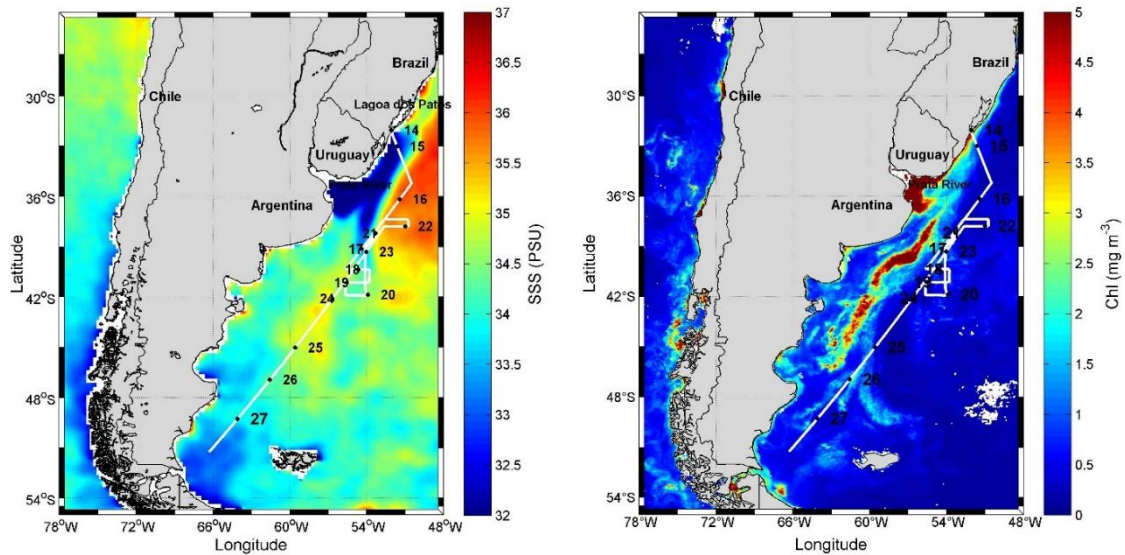 Brazil
Chile
Lagoa dos Patos
Uruguay
Prata River
Argentina
14
15
16
22
21
17
23
18
19
24
20
25
26
27
30°S
36°S
42°S
48°S
54°S
78°W 72°W 66°W 60°W 54°W 48°W
Latitude
Longitude
37
36.5
36
35.5
35
34.5
34
33.5
33
32.5
32
SSS (PSU)
Brazil
Chile
Uruguay
Prata River
Argentina
14
15
16
22
21
17
23
18
24
20
25
26
27
30°S
36°S
42°S
48°S
54°S
78°W 72°W 66°W 60°W 54°W 48°W
Latitude
Longitude
5
4.5
4
3.5
3
2.5
2
1.5
1
0.5
0
Chl (mg m-3)